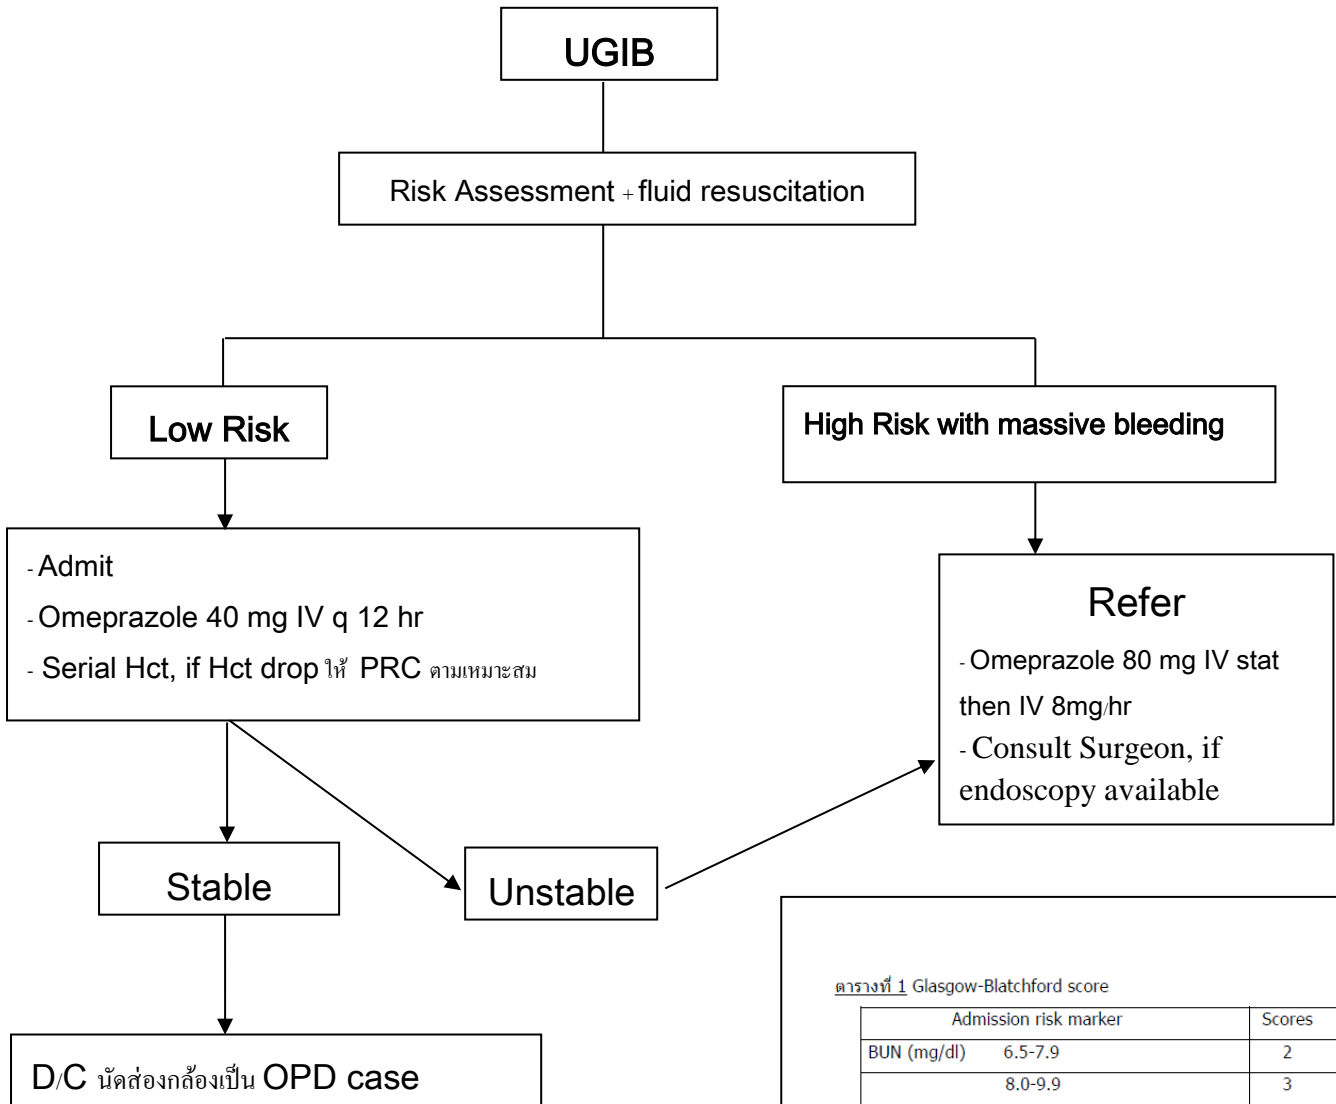 UGIB
Risk Assessment + fluid resuscitation
Low Risk
High Risk with massive bleeding
- Admit
- Omeprazole 40 mg IV q 12 hr
- Serial Hct, if Hct drop ให้ PRC ตามเหมาะสม
Refer
- Omeprazole 80 mg IV stat
then IV 8mg/hr
- Consult Surgeon, if
endoscopy available
Stable
Unstable
D/C นัดส่องกล้องเป็น OPD case
ตารางที่ 1 Glasgow-Blatchford score
Admission risk marker Scores
BUN (mg/dl) 6.5-7.9 2
8.0-9.9 3